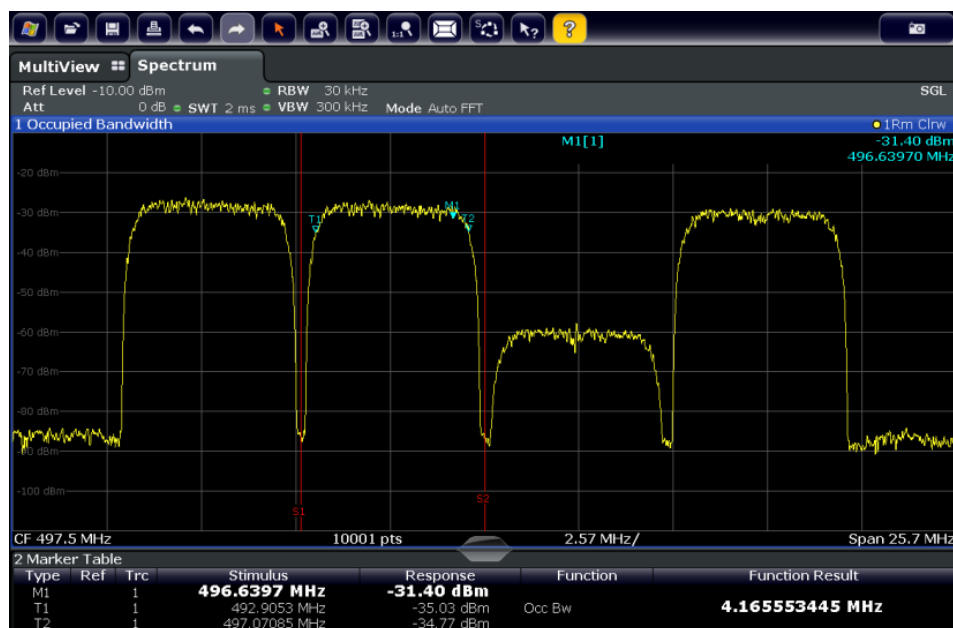 1:1
S
?
?
MultiView Spectrum
Ref Level -10.00 dBm RBW 30 kHz SGL
Att 0 dB SWT 2 ms VBW 300 kHz Mode Auto FFT
1 Occupied Bandwidth 1Rm Clrw
M1[1] -31.40 dBm
496.63970 MHz
-20 dBm
-30 dBm
M1
T1 T2
-40 dBm
-50 dBm
-60 dBm
-70 dBm
-80 dBm
-90 dBm
-100 dBm
S1 S2
CF 497.5 MHz 10001 pts 2.57 MHz/ Span 25.7 MHz
2 Marker Table
Type Ref Trc Stimulus Response Function Function Result
M1 1 496.6397 MHz -31.40 dBm
T1 1 492.9053 MHz -35.03 dBm Occ Bw 4.165553445 MHz
T2 1 497.07085 MHz -34.77 dBm